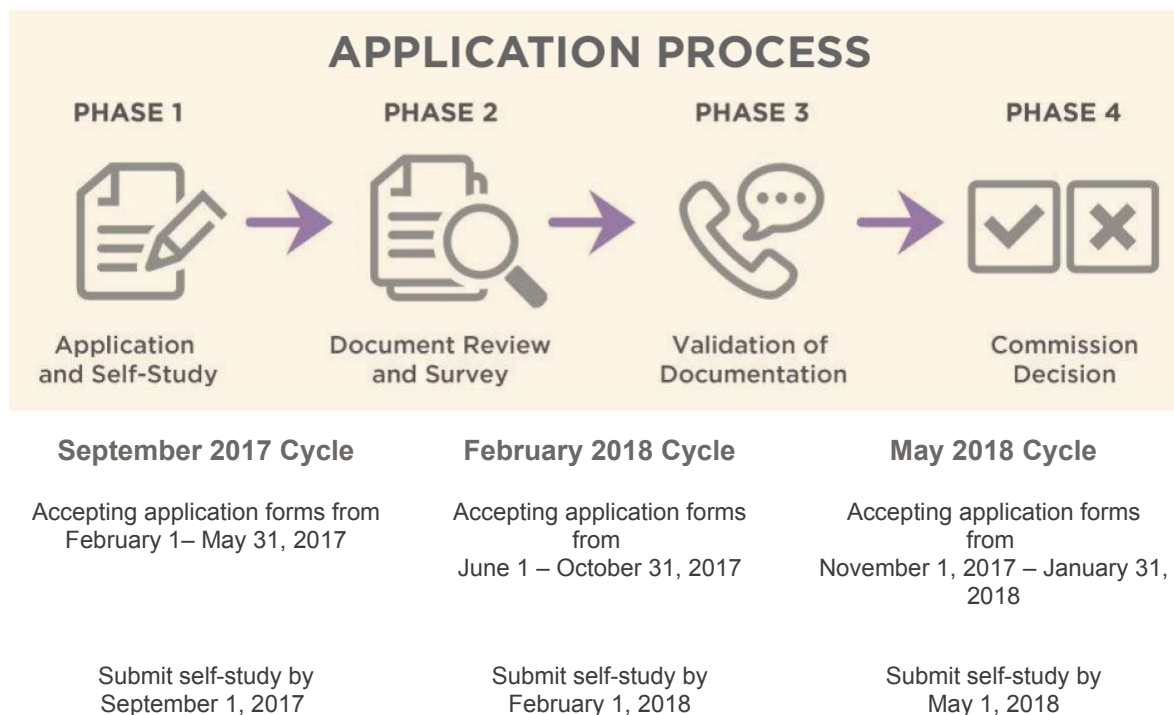 APPLICATION PROCESS
PHASE 1
PHASE 2
PHASE 3
PHASE 4
Application
and Self-Study
Document Review
and Survey
Validation of
Documentation
Commission
Decision
September 2017 Cycle
Accepting application forms from
February 1– May 31, 2017
Submit self-study by
September 1, 2017
February 2018 Cycle
Accepting application forms
from
June 1 – October 31, 2017
Submit self-study by
February 1, 2018
May 2018 Cycle
Accepting application forms
from
November 1, 2017 – January 31,
2018
Submit self-study by
May 1, 2018